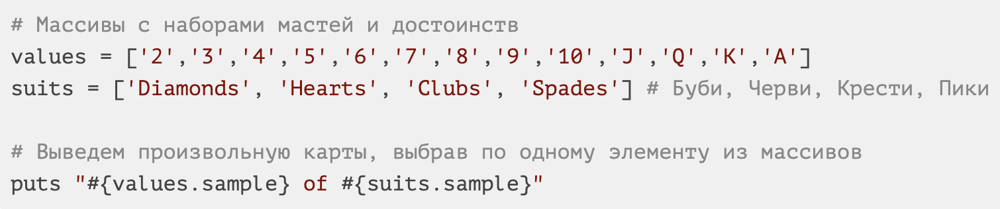 # Массивы с наборами мастей и достоинств
values = ['2','3','4','5','6','7','8','9','10','J','Q','K','A']
suits = ['Diamonds', 'Hearts', 'Clubs', 'Spades'] # Буби, Черви, Крести, Пики
# Выведем произвольную карты, выбрав по одному элементу из массивов
puts "#{values.sample} of #{suits.sample}"